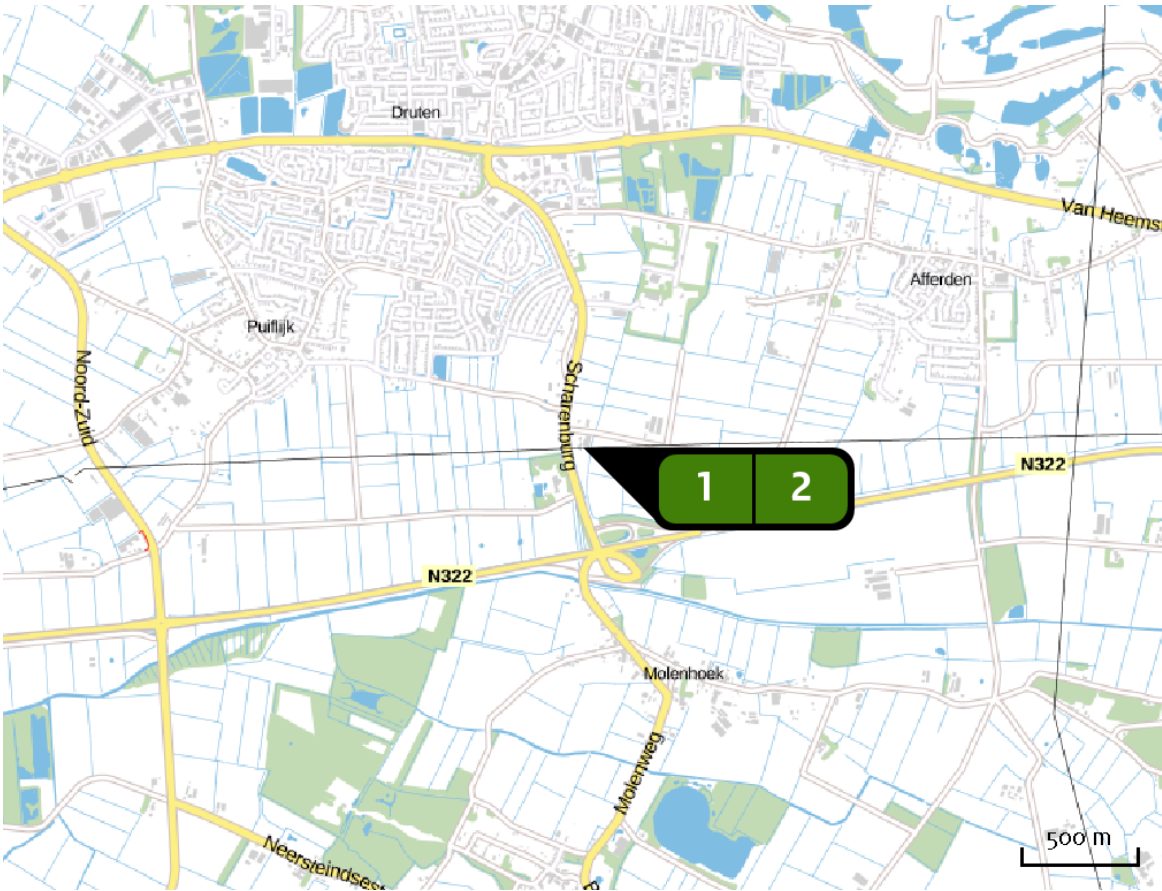 Druten
Van Heemst
Afferden
Puiflijk
Noord-Zuid
Scharenburg
N322
1 2
N322
Molenhoek
Molenweg
500 m
Neersteindsest